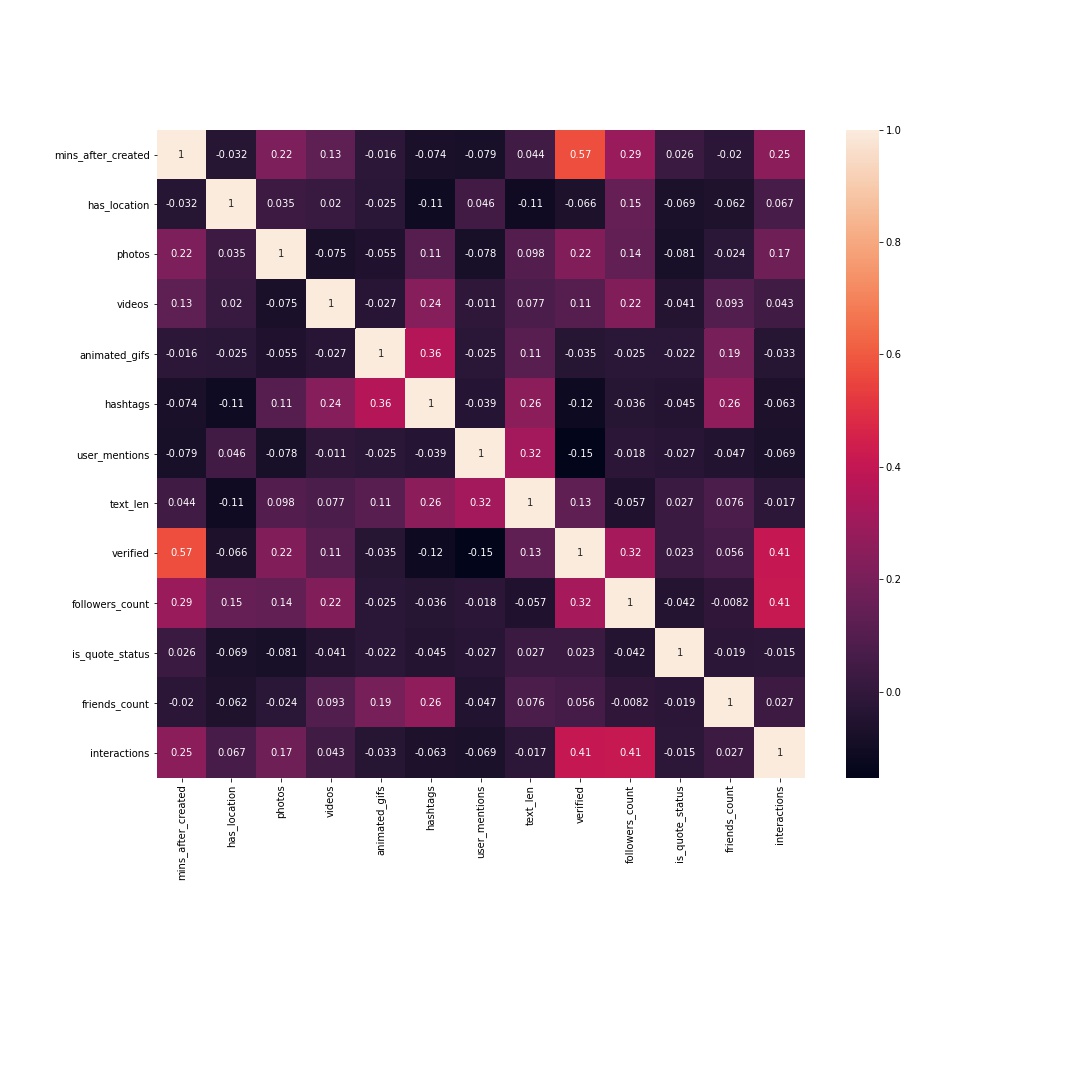 mins_after_created 1 -0.032 0.22 0.13 -0.016 -0.074 -0.079 0.044 0.57 0.29 0.026 -0.02 0.25 1.0
has_location -0.032 1 0.035 0.02 -0.025 -0.11 0.046 -0.11 -0.066 0.15 -0.069 -0.062 0.067
photos 0.22 0.035 1 -0.075 -0.055 0.11 -0.078 0.098 0.22 0.14 -0.081 -0.024 0.17 0.8
videos 0.13 0.02 -0.075 1 -0.027 0.24 -0.011 0.077 0.11 0.22 -0.041 0.093 0.043
animated_gifs -0.016 -0.025 -0.055 -0.027 1 0.36 -0.025 0.11 -0.035 -0.025 -0.022 0.19 -0.033 0.6
hashtags -0.074 -0.11 0.11 0.24 0.36 1 -0.039 0.26 -0.12 -0.036 -0.045 0.26 -0.063
user_mentions -0.079 0.046 -0.078 -0.011 -0.025 -0.039 1 0.32 -0.15 -0.018 -0.027 -0.047 -0.069 0.4
text_len 0.044 -0.11 0.098 0.077 0.11 0.26 0.32 1 0.13 -0.057 0.027 0.076 -0.017
verified 0.57 -0.066 0.22 0.11 -0.035 -0.12 -0.15 0.13 1 0.32 0.023 0.056 0.41 0.2
followers_count 0.29 0.15 0.14 0.22 -0.025 -0.036 -0.018 -0.057 0.32 1 -0.042 -0.0082 0.41
is_quote_status 0.026 -0.069 -0.081 -0.041 -0.022 -0.045 -0.027 0.027 0.023 -0.042 1 -0.019 -0.015
friends_count -0.02 -0.062 -0.024 0.093 0.19 0.26 -0.047 0.076 0.056 -0.0082 -0.019 1 0.027 0.0
interactions 0.25 0.067 0.17 0.043 -0.033 -0.063 -0.069 -0.017 0.41 0.41 -0.015 0.027 1
mins_after_created
has_location
photos
videos
animated_gifs
hashtags
user_mentions
text_len
verified
followers_count
is_quote_status
friends_count
interactions